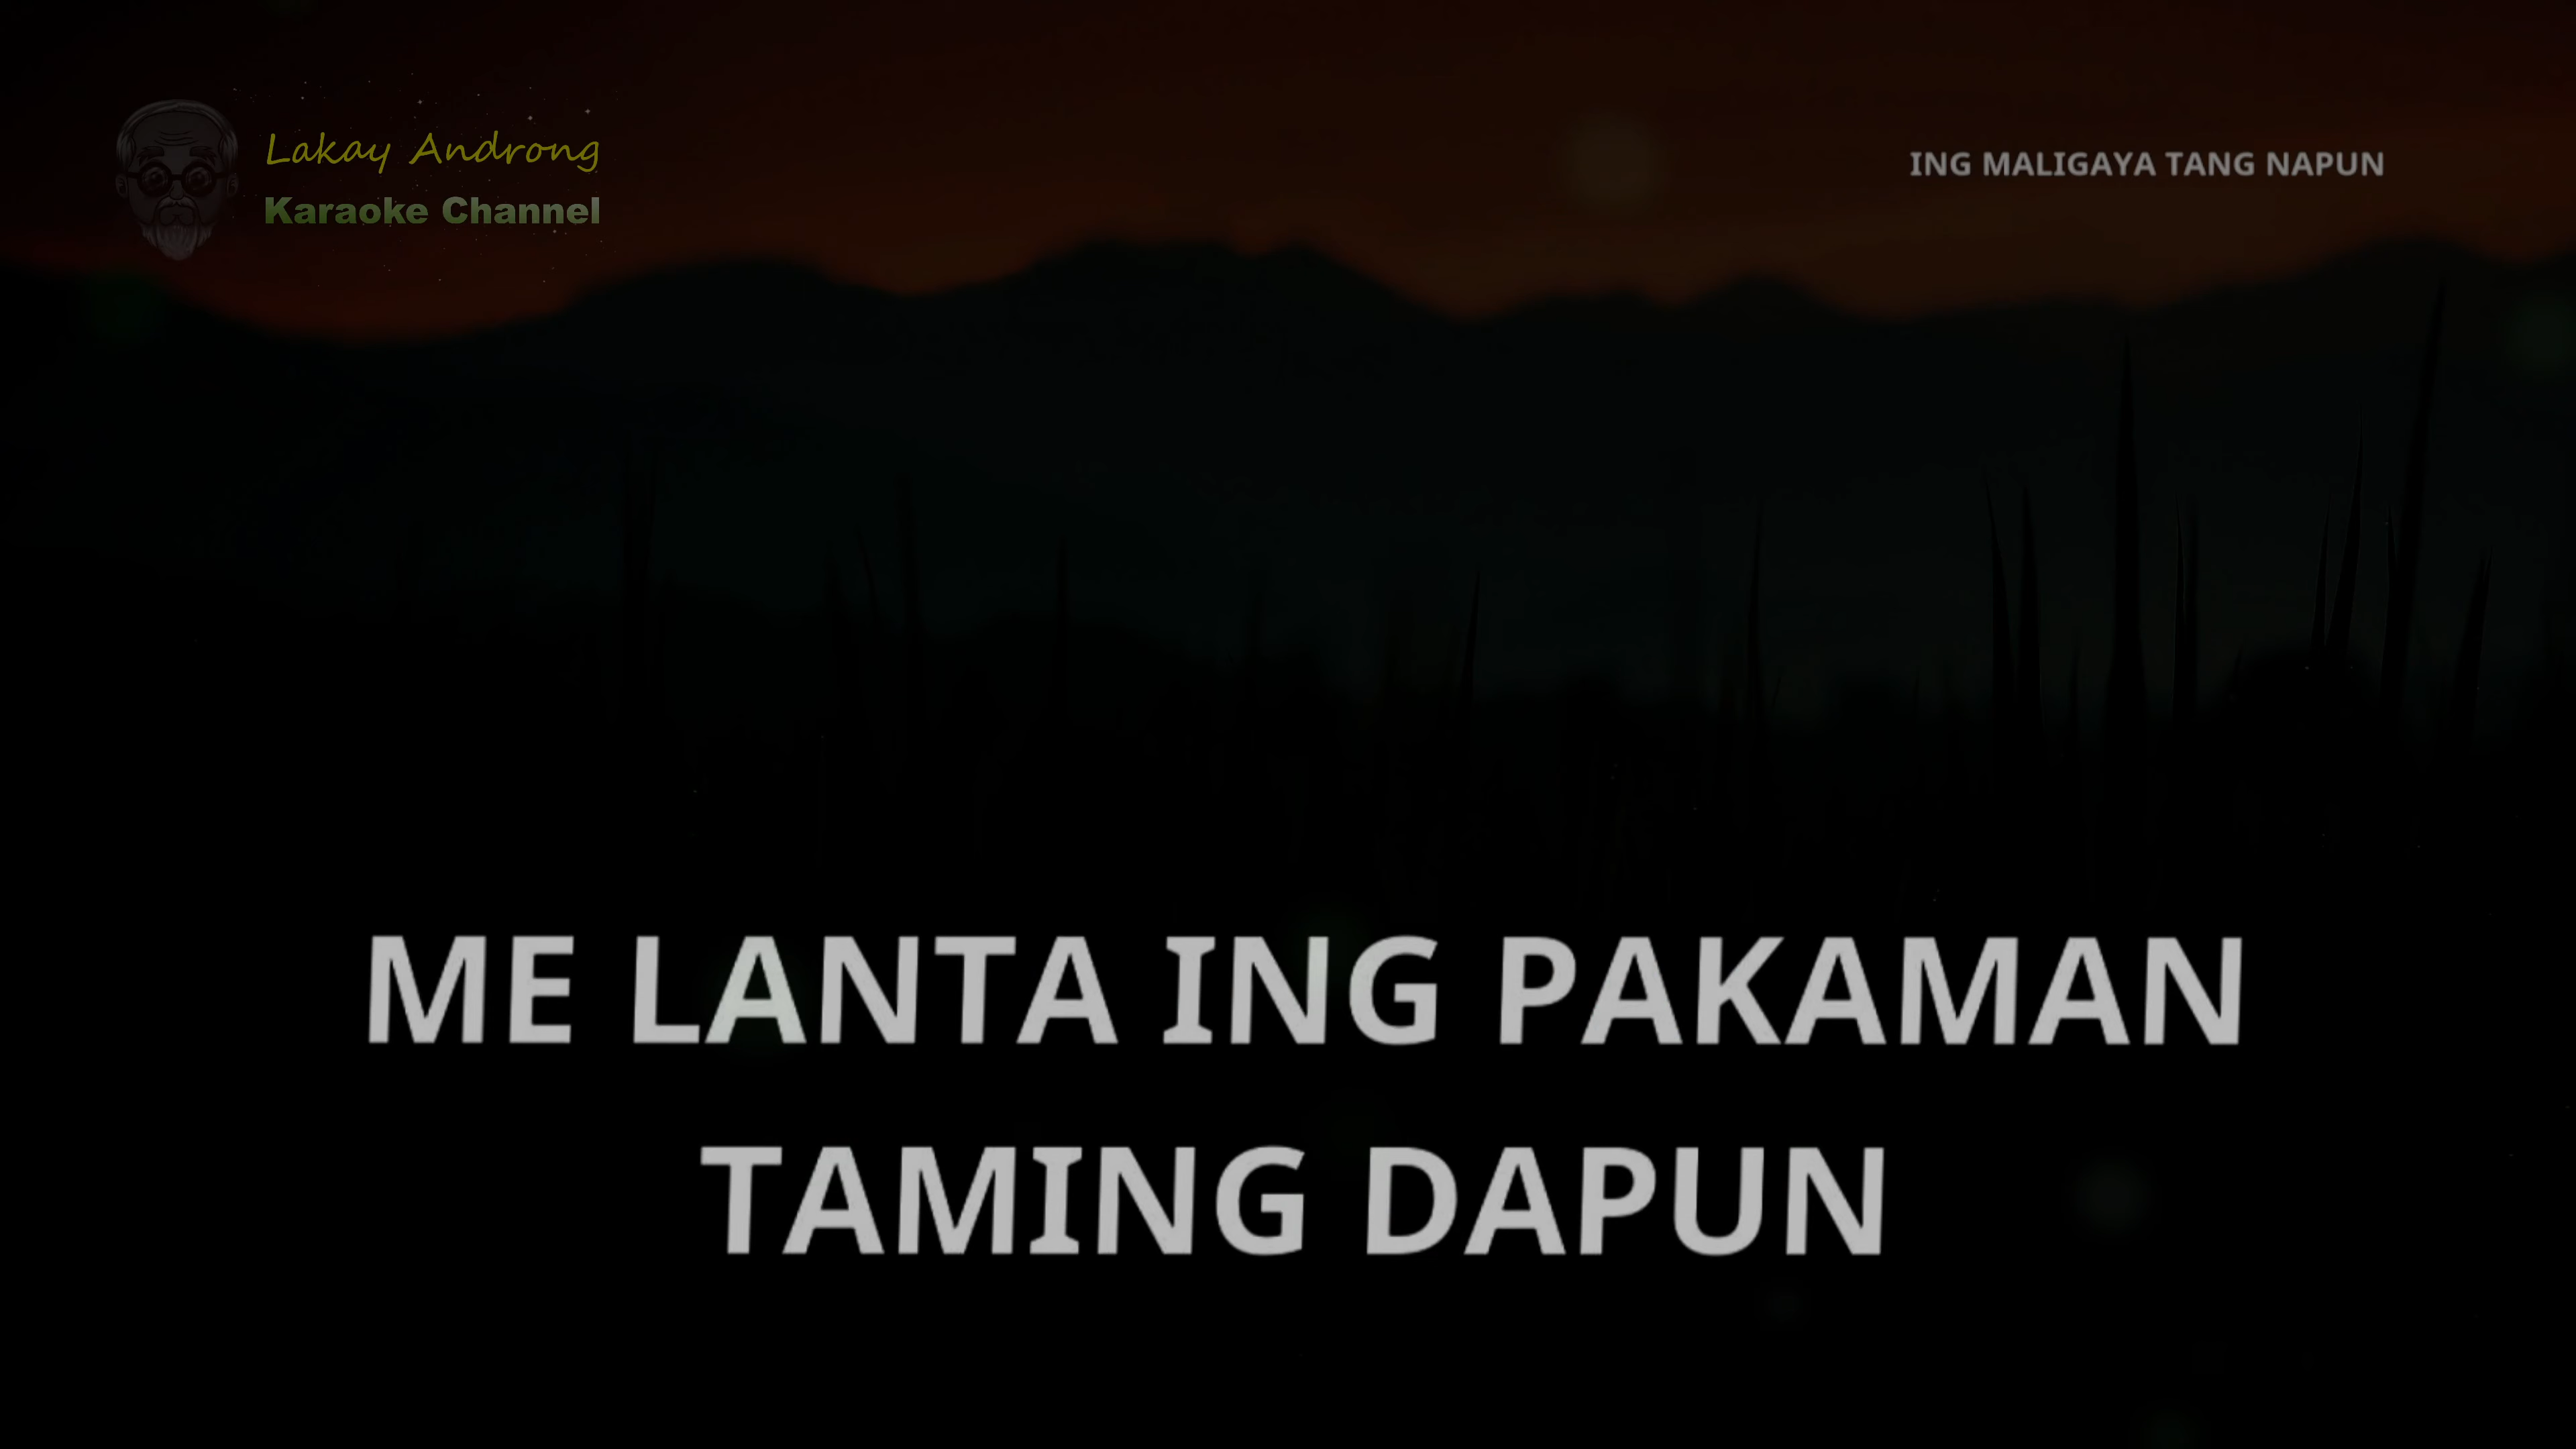 Lakay Androng
Karaoke Channel
ING MALIGAYA TANG NAPUN
ME LANTA ING PAKAMAN
TAMING DAPUN